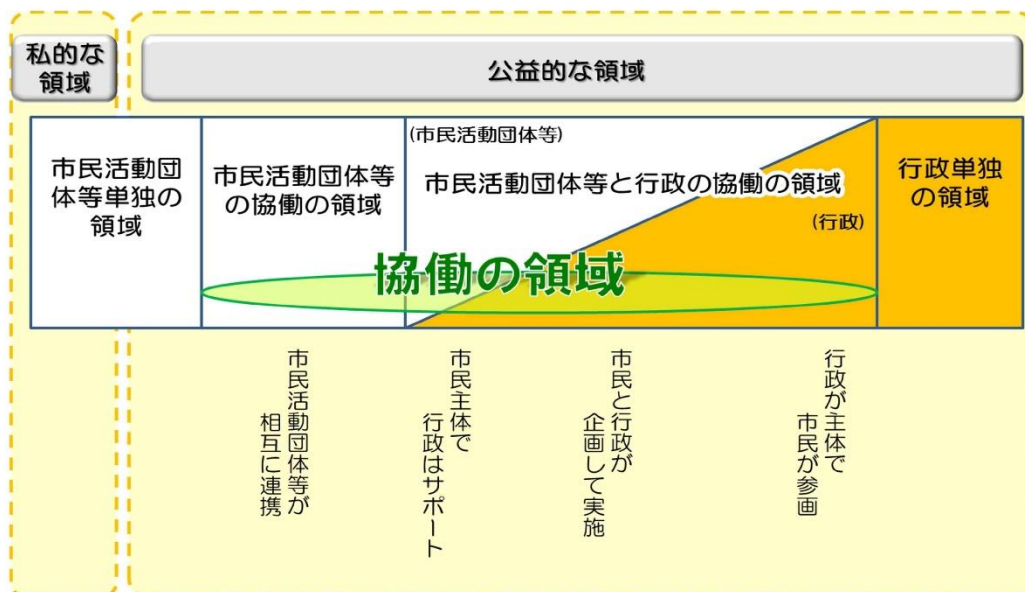 私的な
領域
公益的な領域
市民活動団
体等単独の
領域
市民活動団体等
の協働の領域
(市民活動団体等)
市民活動団体等と行政の協働の領域
(行政)
行政単独
の領域
協働の領域
市民活動団体等が
相互に連携
市民主体で
行政はサポート
市民と行政が
企画して実施
行政が主体で
市民が参画